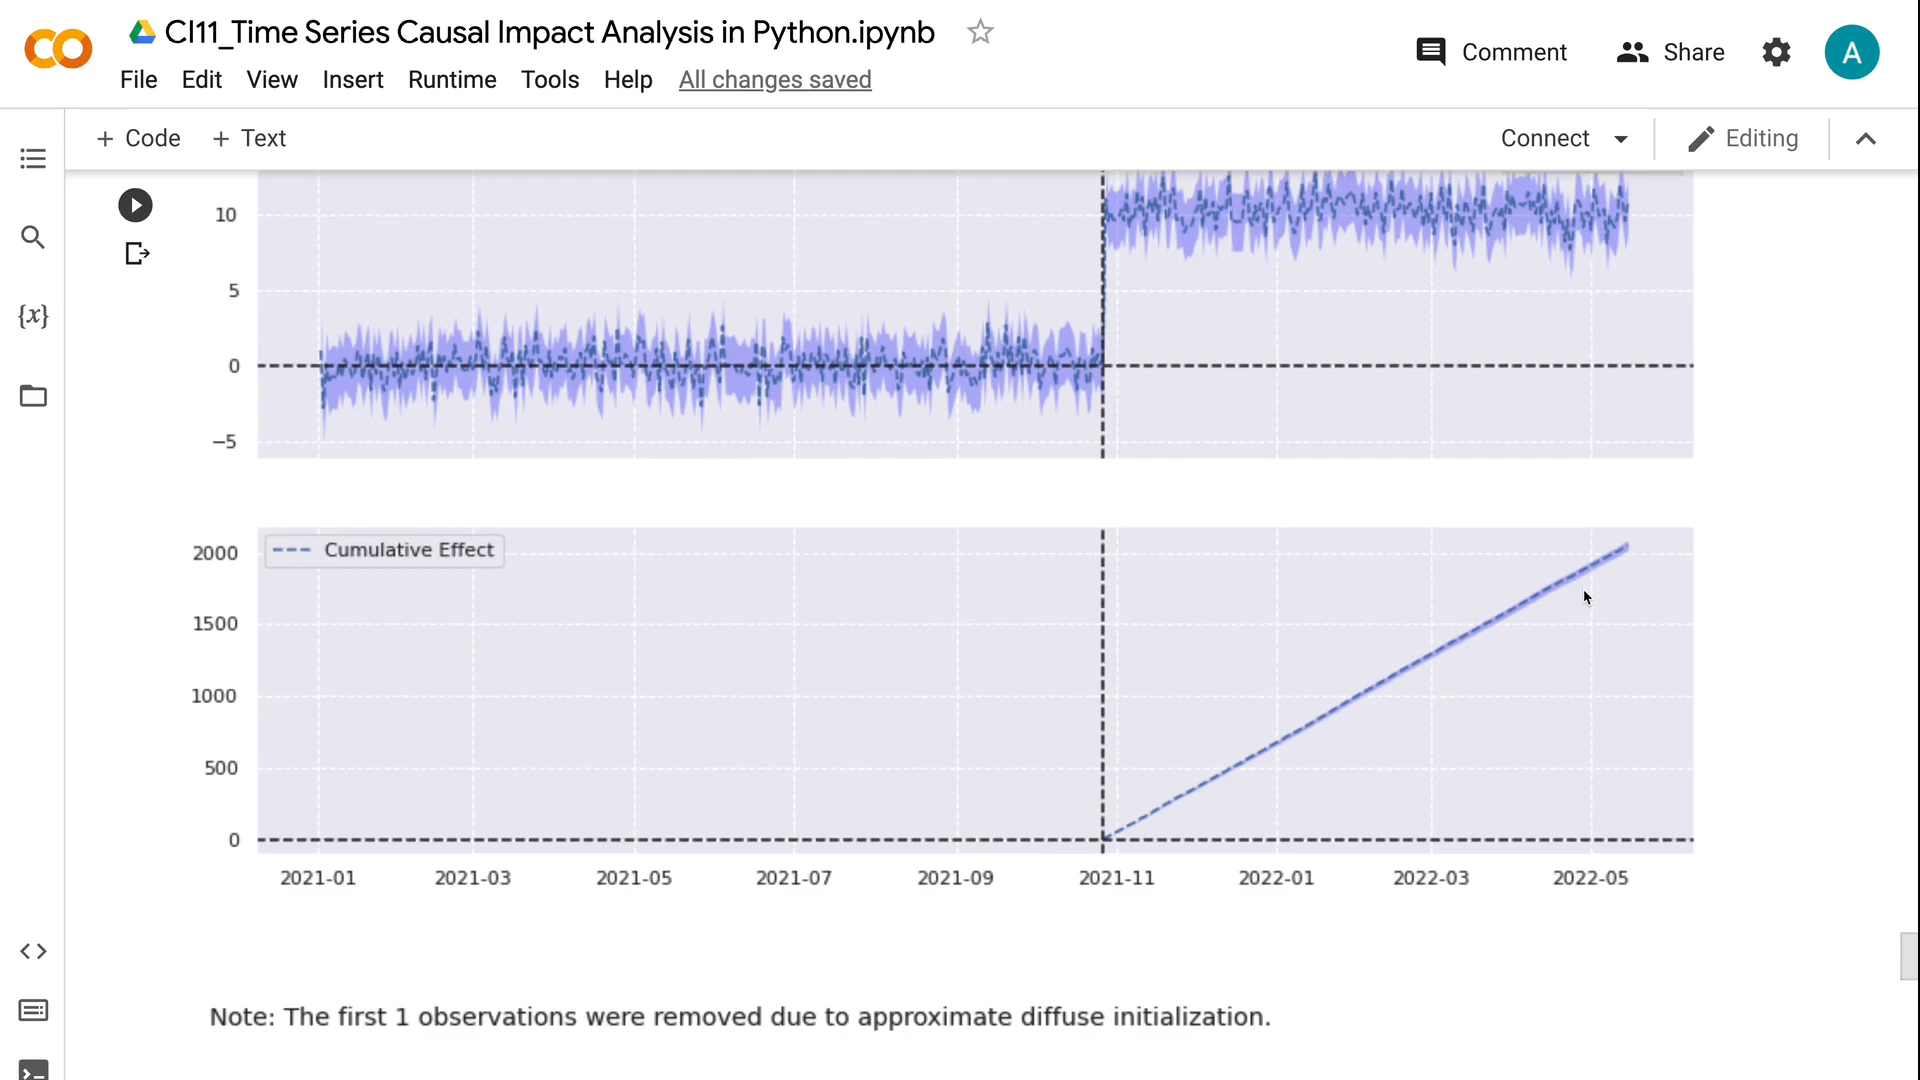 CI11_Time Series Causal Impact Analysis in Python.ipynb
File Edit View Insert Runtime Tools Help All changes saved
Comment Share A
+ Code + Text
Connect Editing
{x}
10
5
0
−5
Cumulative Effect
2000
1500
1000
500
0
2021-01 2021-03 2021-05 2021-07 2021-09 2021-11 2022-01 2022-03 2022-05
Note: The first 1 observations were removed due to approximate diffuse initialization.